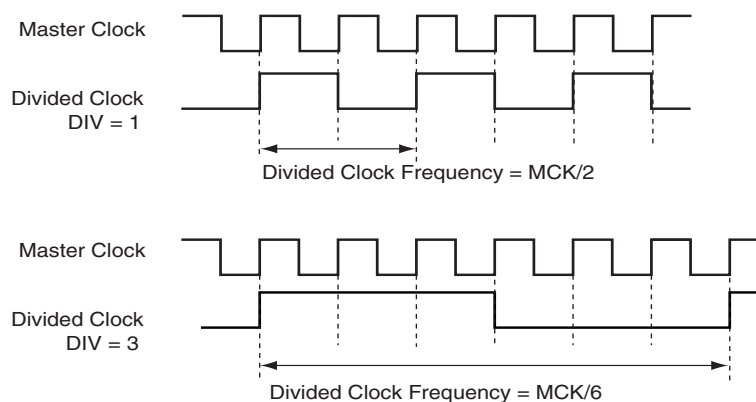 Master Clock
Divided Clock
DIV = 1
Divided Clock Frequency = MCK/2
Master Clock
Divided Clock
DIV = 3
Divided Clock Frequency = MCK/6